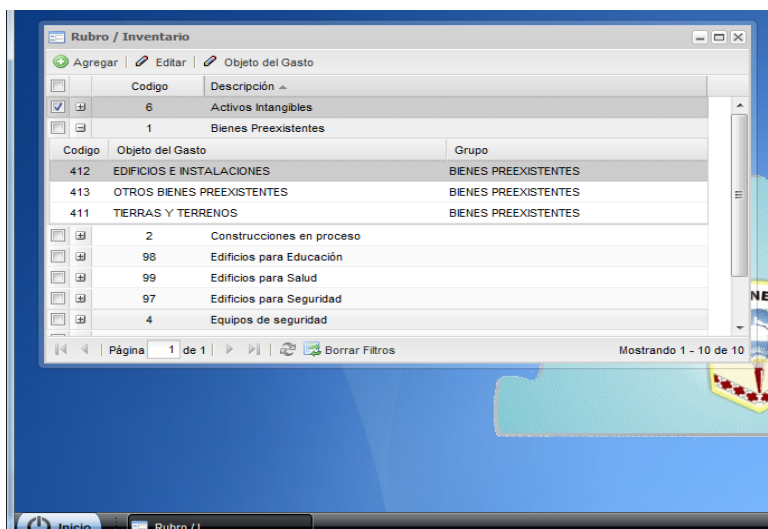 Rubro / Inventario
Agregar Editar Objeto del Gasto
Codigo Descripción
6 Activos Intangibles
1 Bienes Preexistentes
Codigo Objeto del Gasto Grupo
412 EDIFICIOS E INSTALACIONES BIENES PREEXISTENTES
413 OTROS BIENES PREEXISTENTES BIENES PREEXISTENTES
411 TIERRAS Y TERRENOS BIENES PREEXISTENTES
2 Construcciones en proceso
98 Edificios para Educación
99 Edificios para Salud
97 Edificios para Seguridad
4 Equipos de seguridad
Página 1 de 1 Borrar Filtros Mostrando 1 - 10 de 10
NE
Inicio Rubro / I